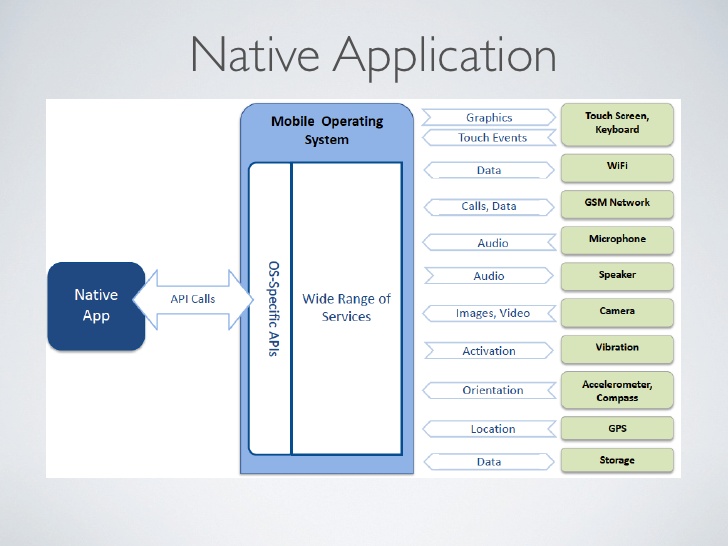 Native Application
Mobile Operating
System
Native
App
API Calls
OS-Specific APIs
Wide Range of
Services
Graphics
Touch Events
Touch Screen,
Keyboard
Data
WiFi
Calls, Data
GSM Network
Audio
Microphone
Audio
Speaker
Images, Video
Camera
Activation
Vibration
Orientation
Accelerometer,
Compass
Location
GPS
Data
Storage